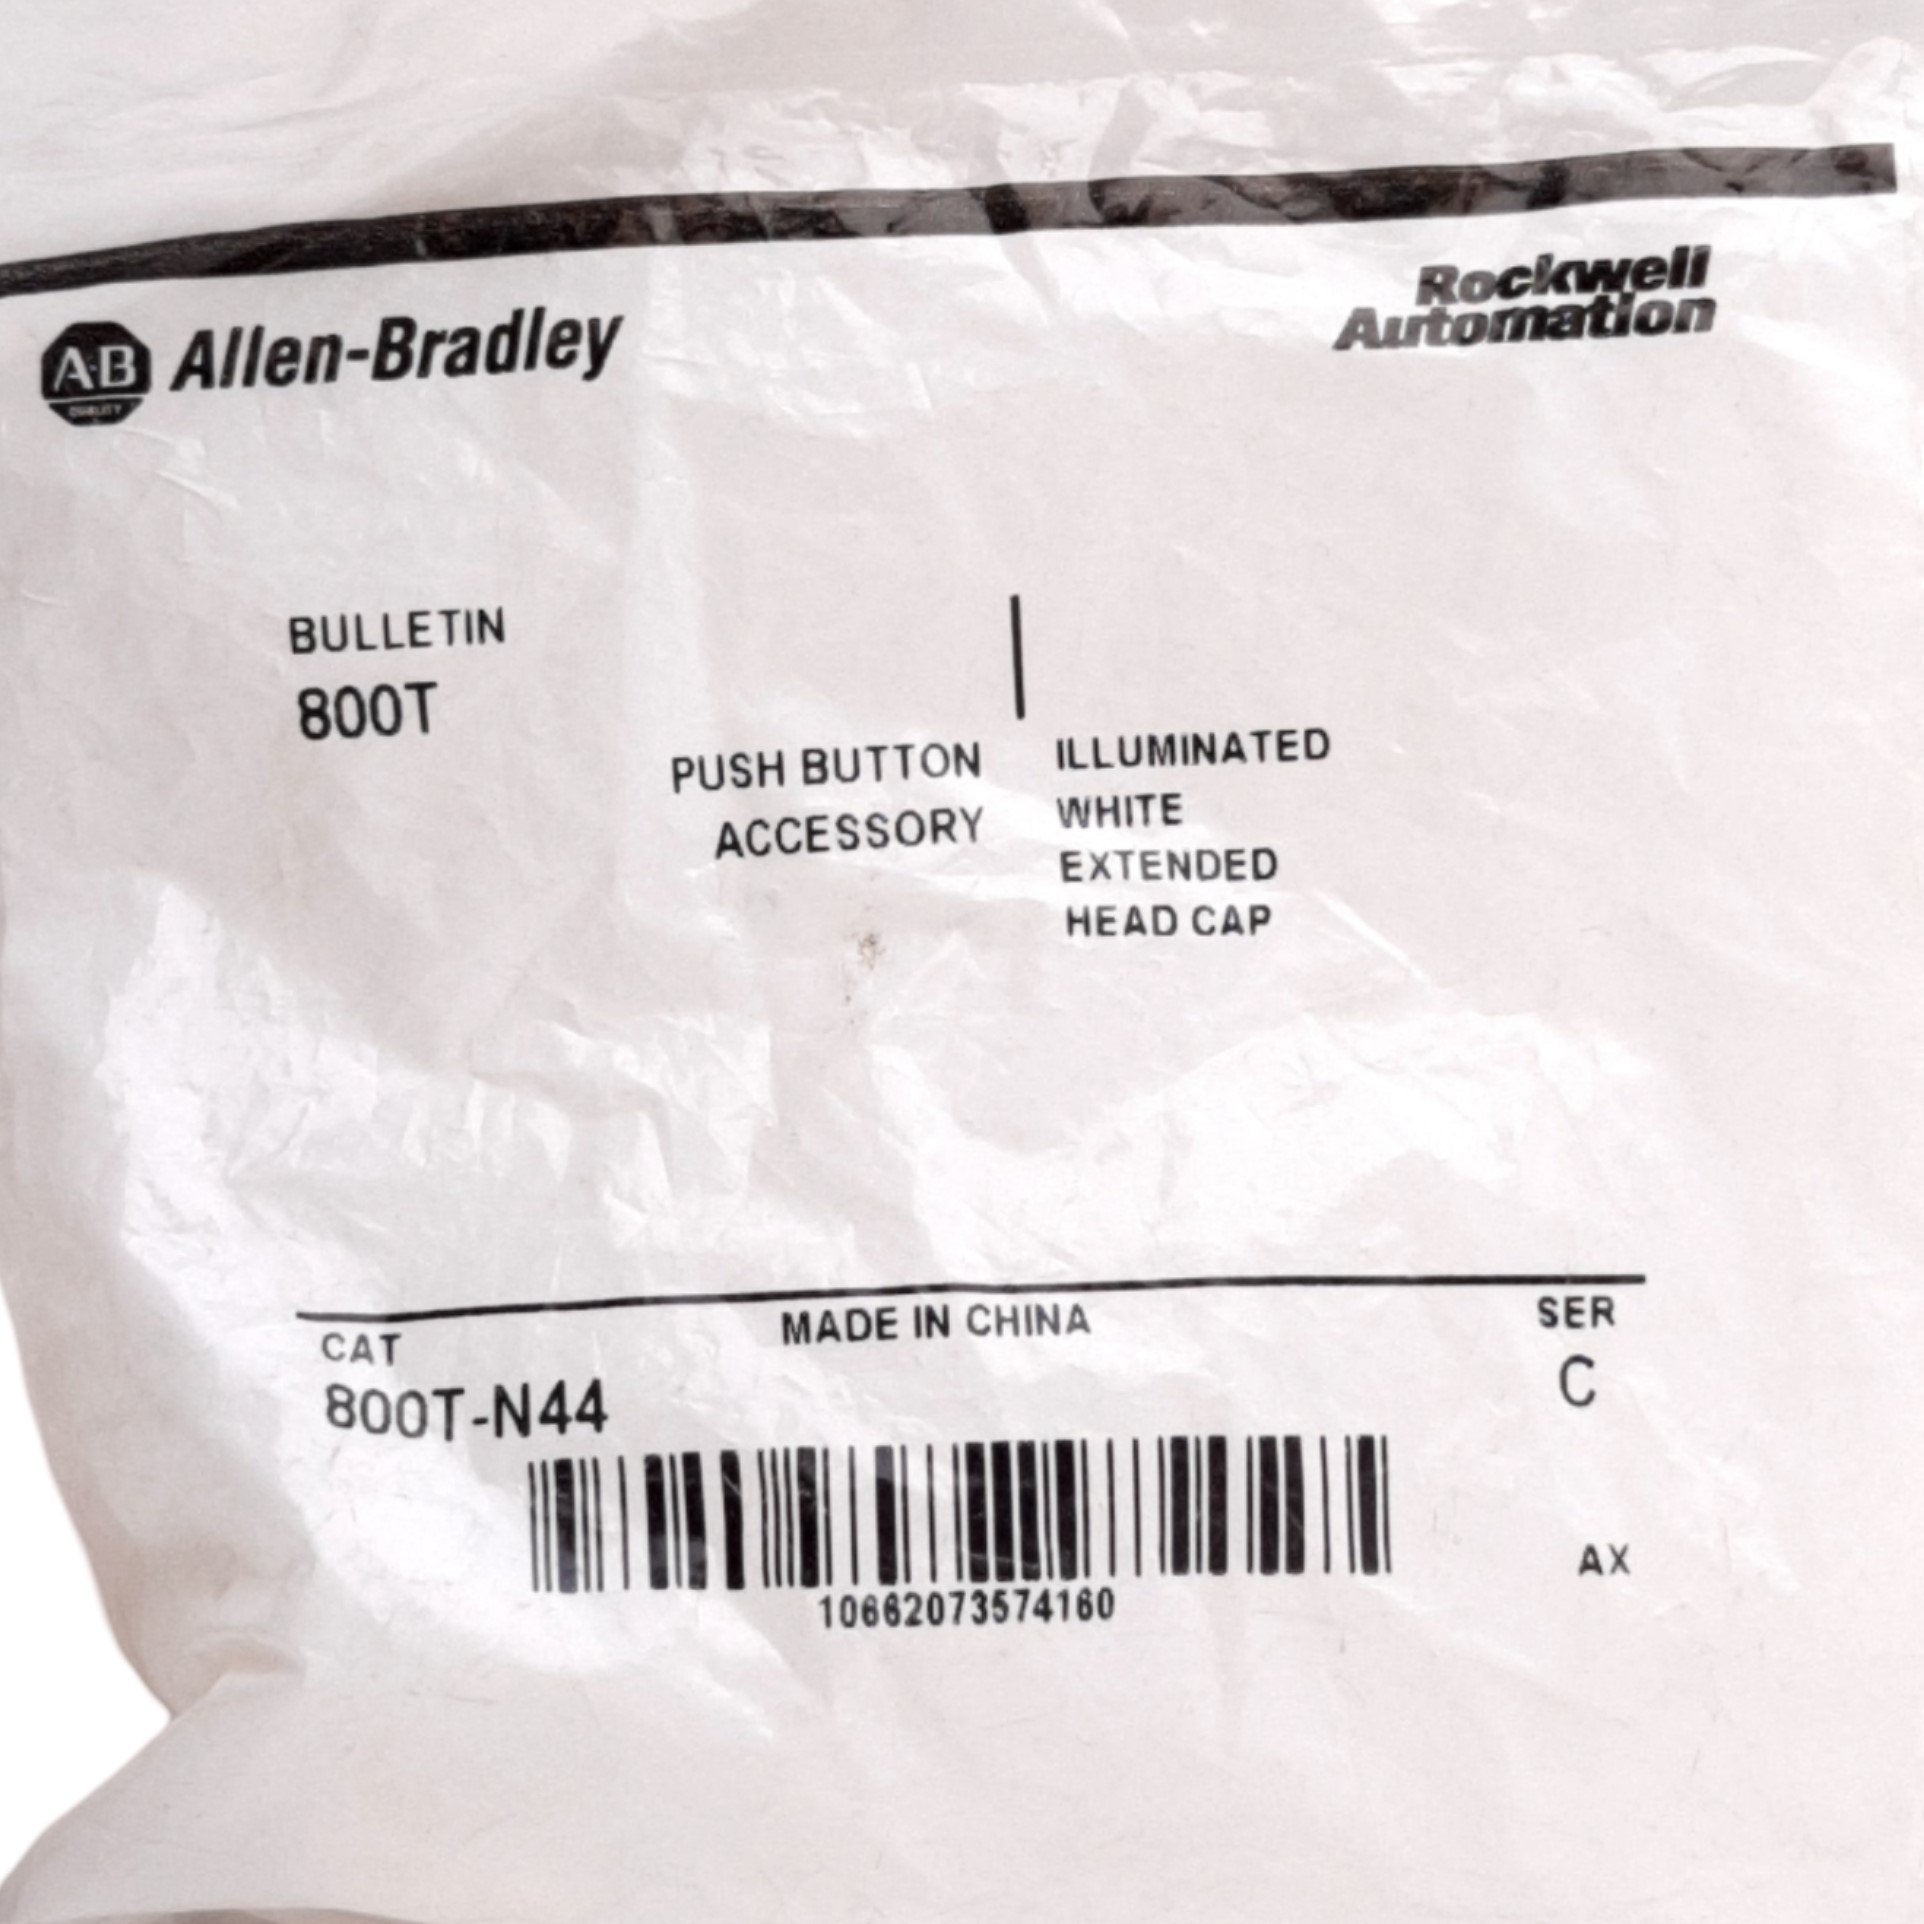 Rockwell
Automation
A·B Allen-Bradley
QUALITY
BULLETIN
800T
PUSH BUTTON
ACCESSORY
ILLUMINATED
WHITE
EXTENDED
HEAD CAP
CAT
MADE IN CHINA
SER
800T-N44
C
AX
10662073574160